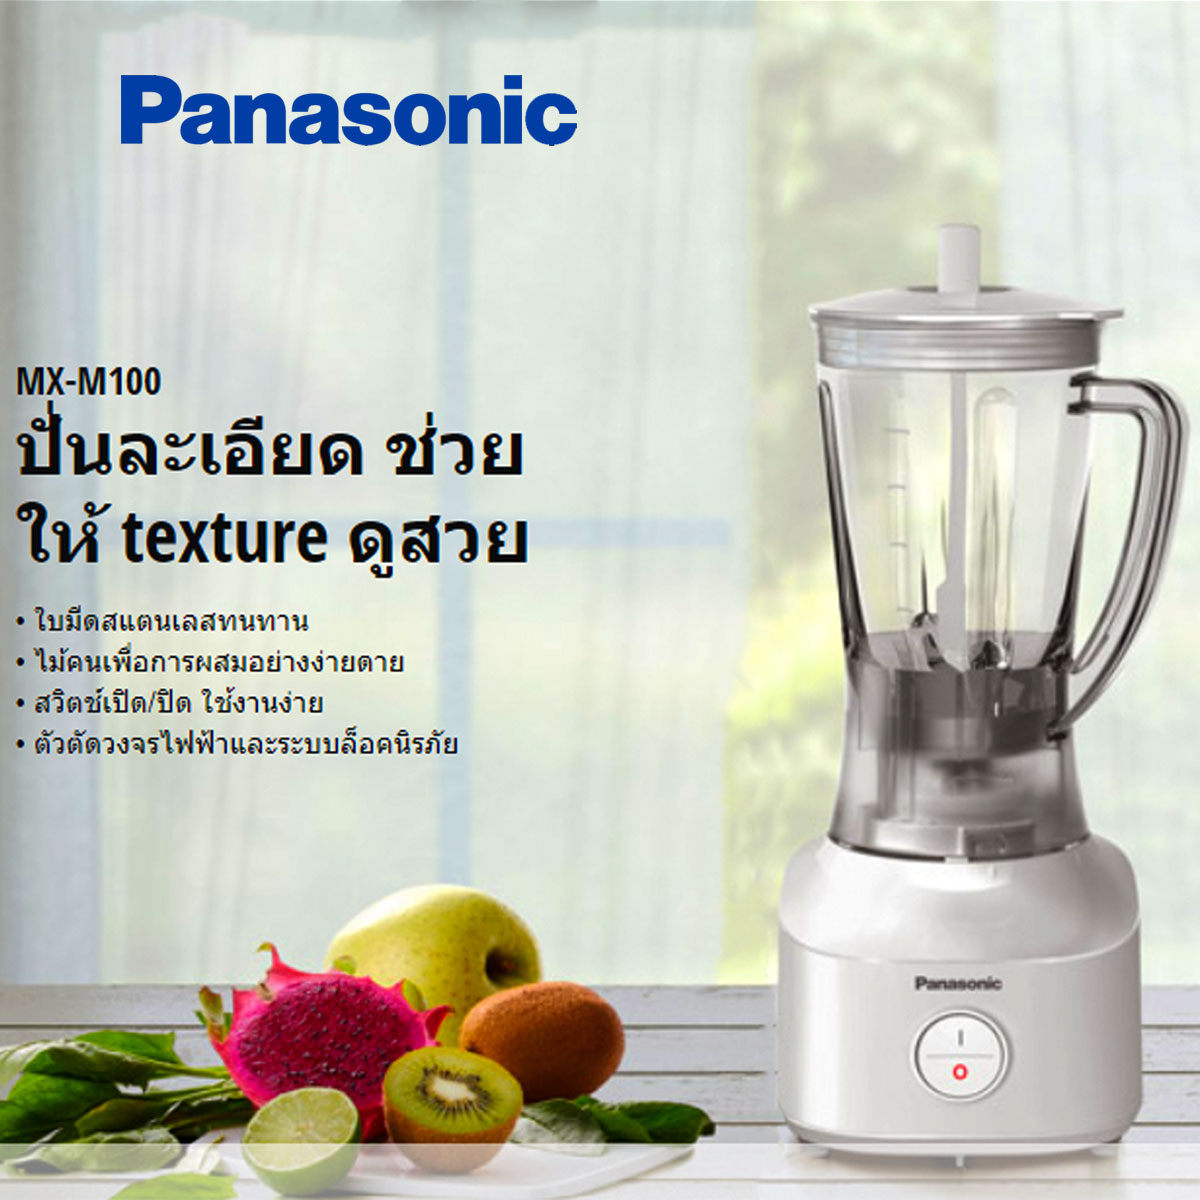 Panasonic
MX-M100
ปั่นละเอียด ช่วย
ให้ texture ดูสวย
• ใบมีดสแตนเลสทนทาน
• ไม้คนเพื่อการผสมอย่างง่ายดาย
• สวิตช์เปิด/ปิด ใช้งานง่าย
• ตัวตัดวงจรไฟฟ้าและระบบล็อคนิรภัย
Panasonic
I
O